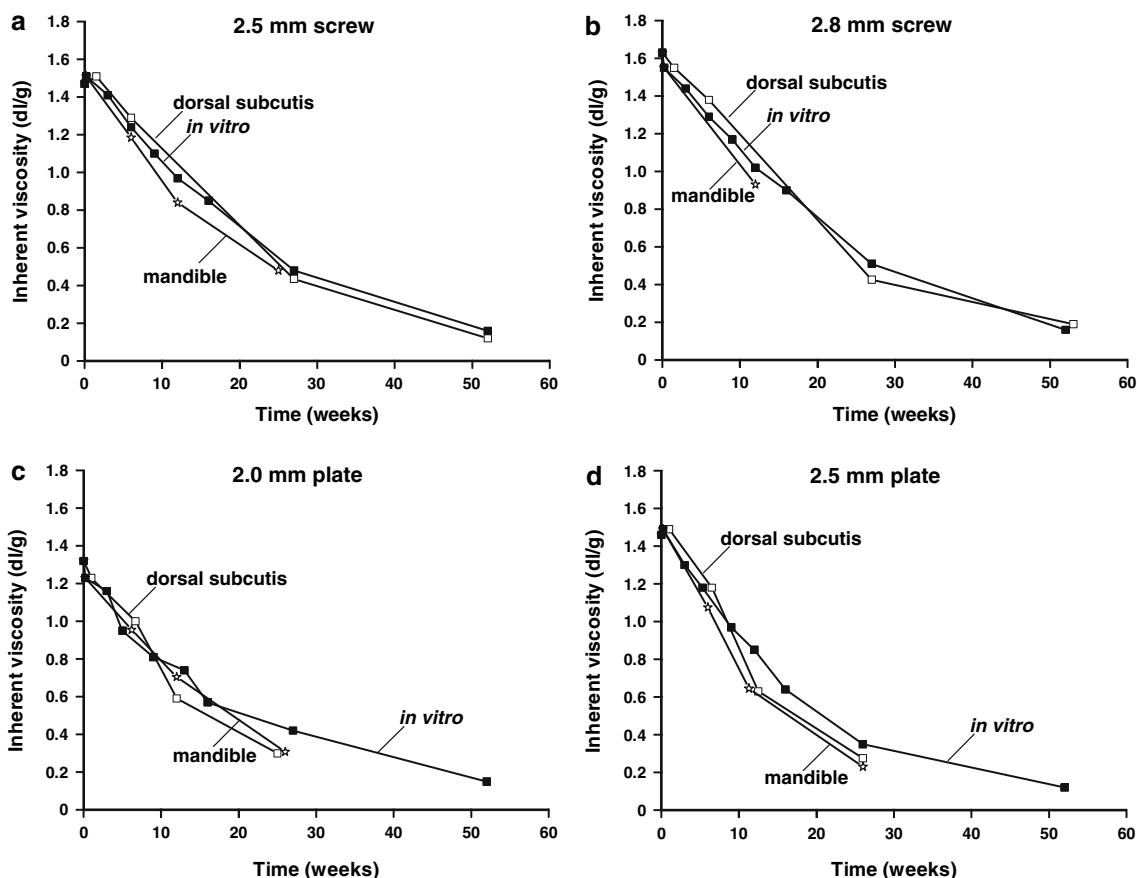 a
2.5 mm screw
Inherent viscosity (dl/g)
1.8
1.6
1.4
1.2
1.0
0.8
0.6
0.4
0.2
0
dorsal subcutis
in vitro
mandible
0 10 20 30 40 50 60
Time (weeks)
b
2.8 mm screw
Inherent viscosity (dl/g)
1.8
1.6
1.4
1.2
1.0
0.8
0.6
0.4
0.2
0
dorsal subcutis
in vitro
mandible
0 10 20 30 40 50 60
Time (weeks)
c
2.0 mm plate
Inherent viscosity (dl/g)
1.8
1.6
1.4
1.2
1.0
0.8
0.6
0.4
0.2
0
dorsal subcutis
in vitro
mandible
0 10 20 30 40 50 60
Time (weeks)
d
2.5 mm plate
Inherent viscosity (dl/g)
1.8
1.6
1.4
1.2
1.0
0.8
0.6
0.4
0.2
0
dorsal subcutis
in vitro
mandible
0 10 20 30 40 50 60
Time (weeks)